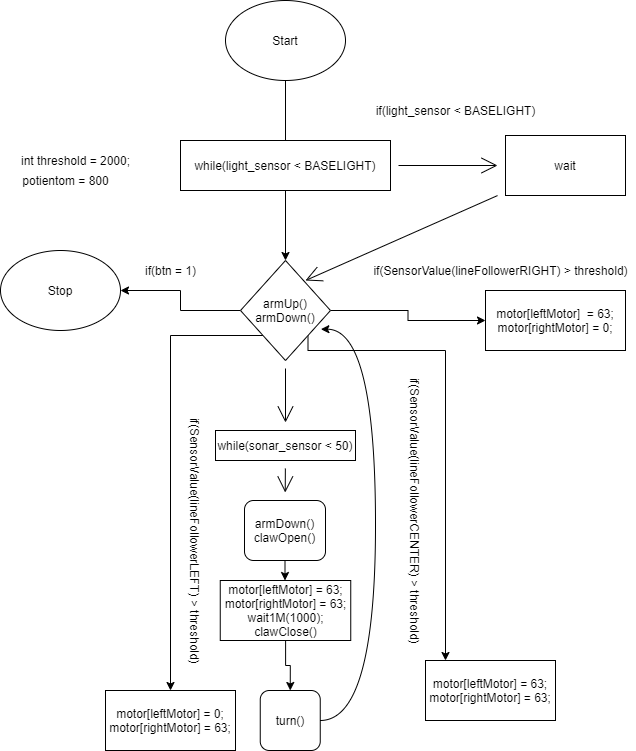 Start
if(light_sensor < BASELIGHT)
int threshold = 2000;
potientom = 800
while(light_sensor < BASELIGHT)
wait
if(btn = 1)
if(SensorValue(lineFollowerRIGHT) > threshold)
Stop
armUp()
armDown()
motor[leftMotor]  = 63;
motor[rightMotor] = 0;
if(SensorValue(lineFollowerLEFT) > threshold)
if(SensorValue(lineFollowerCENTER) > threshold)
while(sonar_sensor < 50)
armDown()
clawOpen()
motor[leftMotor] = 63;
motor[rightMotor] = 63;
wait1M(1000);
clawClose()
motor[leftMotor] = 63;
motor[rightMotor] = 63;
motor[leftMotor] = 0;
motor[rightMotor] = 63;
turn()